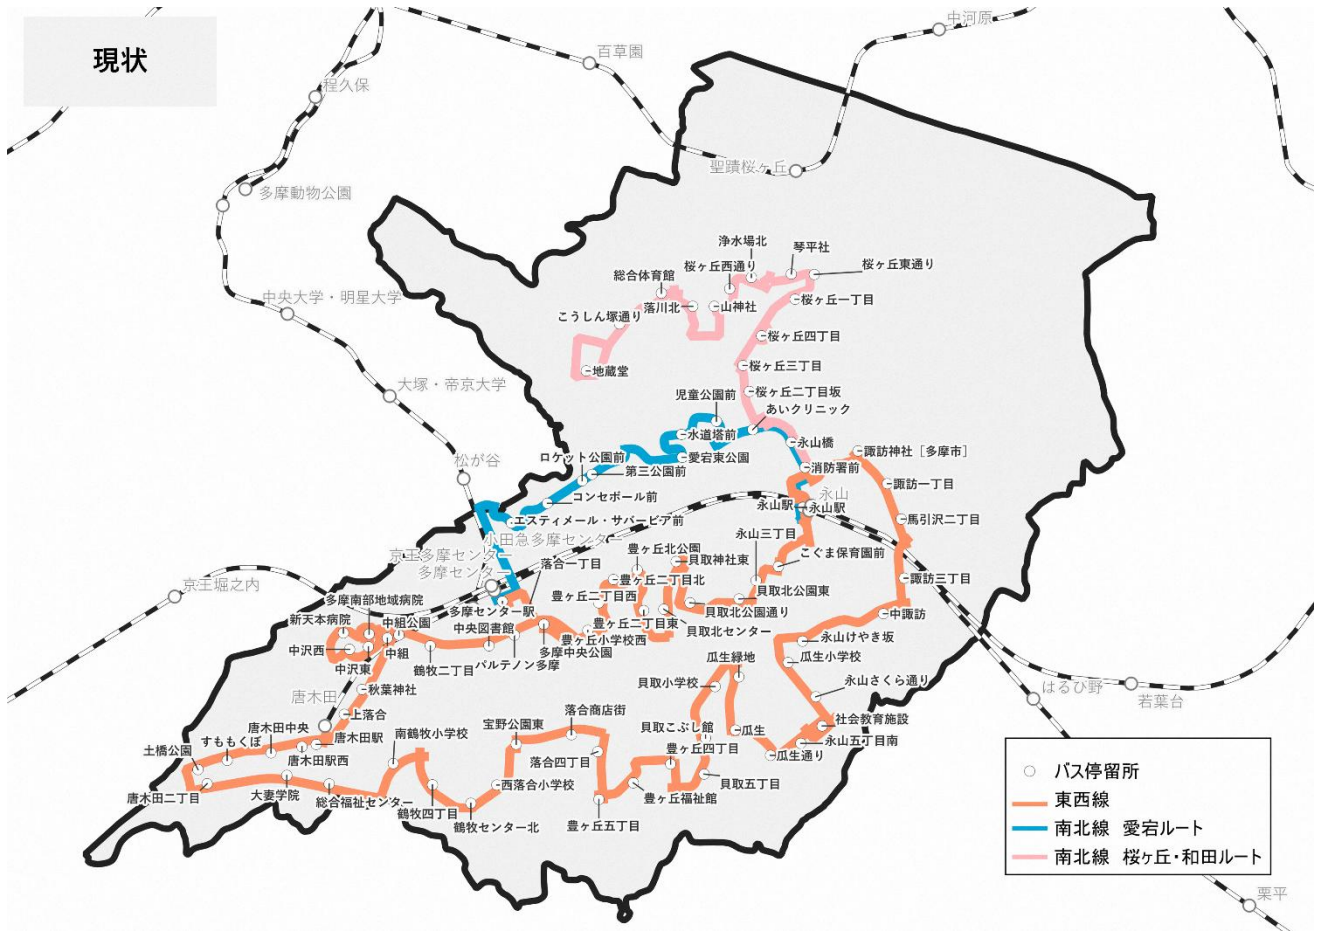 現状
中河原
百草園
程久保
聖蹟桜ヶ丘
多摩動物公園
浄水場北
琴平社
桜ヶ丘西通り
桜ヶ丘東通り
総合体育館
中央大学・明星大学
落川北
山神社
桜ヶ丘一丁目
こうしん塚通り
桜ヶ丘四丁目
地蔵堂
桜ヶ丘三丁目
大塚・帝京大学
児童公園前
桜ヶ丘二丁目坂
あいクリニック
水道塔前
永山橋
諏訪神社［多摩市］
ロケット公園前
愛宕東公園
松が谷
第三公園前
消防署前
諏訪一丁目
コンセポール前
永山
永山駅
永山駅
馬引沢二丁目
エスティメール・サバービア前
小田急多摩センター
永山三丁目
京王多摩センター
豊ヶ丘北公園
貝取神社東
こぐま保育園前
多摩センター
落合一丁目
京王堀之内
豊ヶ丘二丁目北
諏訪三丁目
多摩南部地域病院
豊ヶ丘二丁目西
貝取北公園東
多摩センター駅
貝取北公園通り
中諏訪
新天本病院
中組公園
中央図書館
豊ヶ丘二丁目東
貝取北センター
豊ヶ丘小学校西
永山けやき坂
中沢西
中組
多摩中央公園
瓜生緑地
瓜生小学校
中沢東
鶴牧二丁目
パルテノン多摩
貝取小学校
永山さくら通り
秋葉神社
はるひ野
唐木田
若葉台
上落合
落合商店街
唐木田中央
宝野公園東
貝取こぶし館
社会教育施設
すももくぼ
唐木田駅
南鶴牧小学校
瓜生
土橋公園
豊ヶ丘四丁目
永山五丁目南
唐木田駅西
落合四丁目
瓜生通り
バス停留所
唐木田二丁目
大妻学院
西落合小学校
貝取五丁目
総合福祉センター
豊ヶ丘福祉館
東西線
鶴牧四丁目
鶴牧センター北
豊ヶ丘五丁目
南北線 愛宕ルート
南北線 桜ヶ丘・和田ルート
栗平